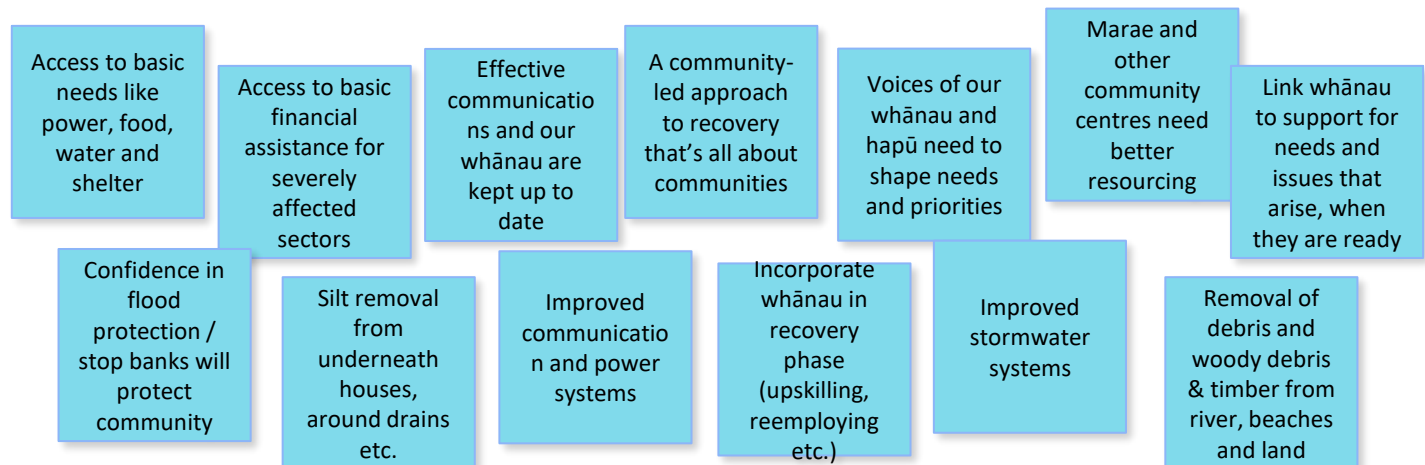 Access to basic
needs like
power, food,
water and
shelter
Access to basic
financial
assistance for
severely
affected
sectors
Effective
communicatio
ns and our
whānau are
kept up to
date
A community-
led approach
to recovery
that's all about
communities
Voices of our
whānau and
hapū need to
shape needs
and priorities
Marae and
other
community
centres need
better
resourcing
Link whānau
to support for
needs and
issues that
arise, when
they are ready
Confidence in
flood
protection /
stop banks will
protect
community
Silt removal
from
underneath
houses,
around drains
etc.
Improved
communicatio
n and power
systems
Incorporate
whānau in
recovery
phase
(upskilling,
reemploying
etc.)
Improved
stormwater
systems
Removal of
debris and
woody debris
& timber from
river, beaches
and land